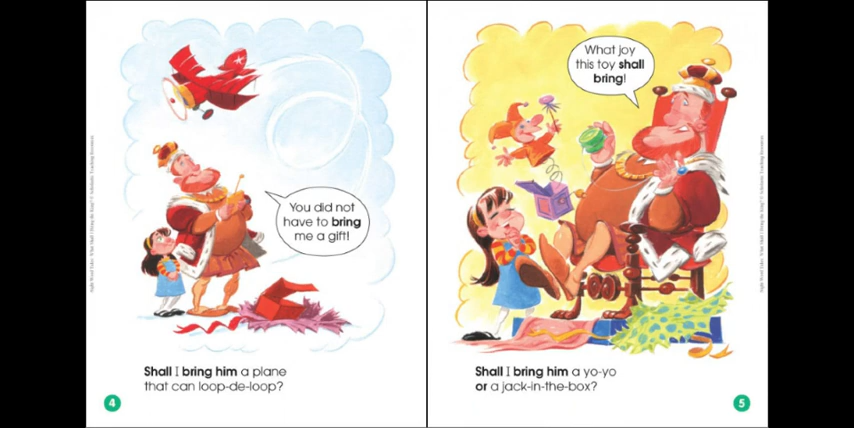 You did not
have to bring
me a gift!
Shall I bring him a plane
that can loop-de-loop?
4
What joy
this toy shall
bring!
Shall I bring him a yo-yo
or a jack-in-the-box?
5